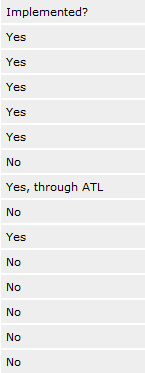 Implemented?
Yes
Yes
Yes
Yes
Yes
No
Yes, through ATL
No
Yes
No
No
No
No
No